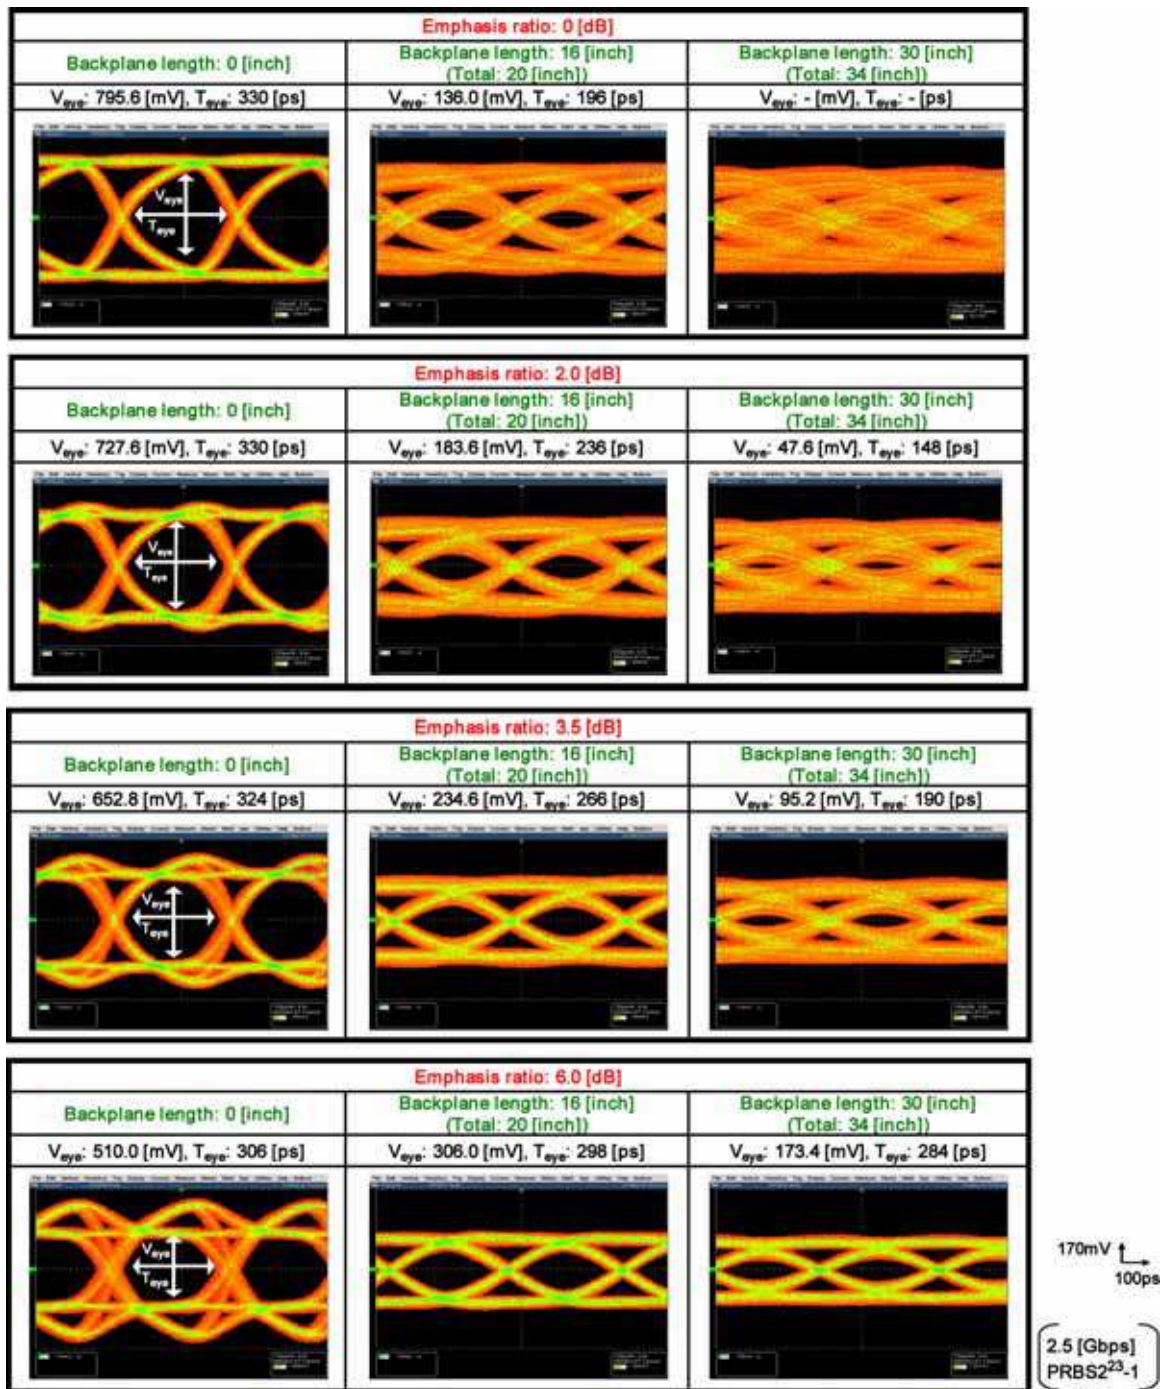 Emphasis ratio: 0 [dB]
Backplane length: 0 [inch]
Backplane length: 16 [inch]
(Total: 20 [inch])
Backplane length: 30 [inch]
(Total: 34 [inch])
Veye: 795.6 [mV], Teye: 330 [ps]
Veye: 136.0 [mV], Teye: 196 [ps]
Veye: - [mV], Teye: - [ps]
Veye
Teye
Emphasis ratio: 2.0 [dB]
Backplane length: 0 [inch]
Backplane length: 16 [inch]
(Total: 20 [inch])
Backplane length: 30 [inch]
(Total: 34 [inch])
Veye: 727.6 [mV], Teye: 330 [ps]
Veye: 183.6 [mV], Teye: 236 [ps]
Veye: 47.6 [mV], Teye: 148 [ps]
Veye
Teye
Emphasis ratio: 3.5 [dB]
Backplane length: 0 [inch]
Backplane length: 16 [inch]
(Total: 20 [inch])
Backplane length: 30 [inch]
(Total: 34 [inch])
Veye: 652.8 [mV], Teye: 324 [ps]
Veye: 234.6 [mV], Teye: 266 [ps]
Veye: 95.2 [mV], Teye: 190 [ps]
Veye
Teye
Emphasis ratio: 6.0 [dB]
Backplane length: 0 [inch]
Backplane length: 16 [inch]
(Total: 20 [inch])
Backplane length: 30 [inch]
(Total: 34 [inch])
Veye: 510.0 [mV], Teye: 306 [ps]
Veye: 306.0 [mV], Teye: 298 [ps]
Veye: 173.4 [mV], Teye: 284 [ps]
Veye
Teye
170mV
100ps
2.5 [Gbps]
PRBS2²³-1